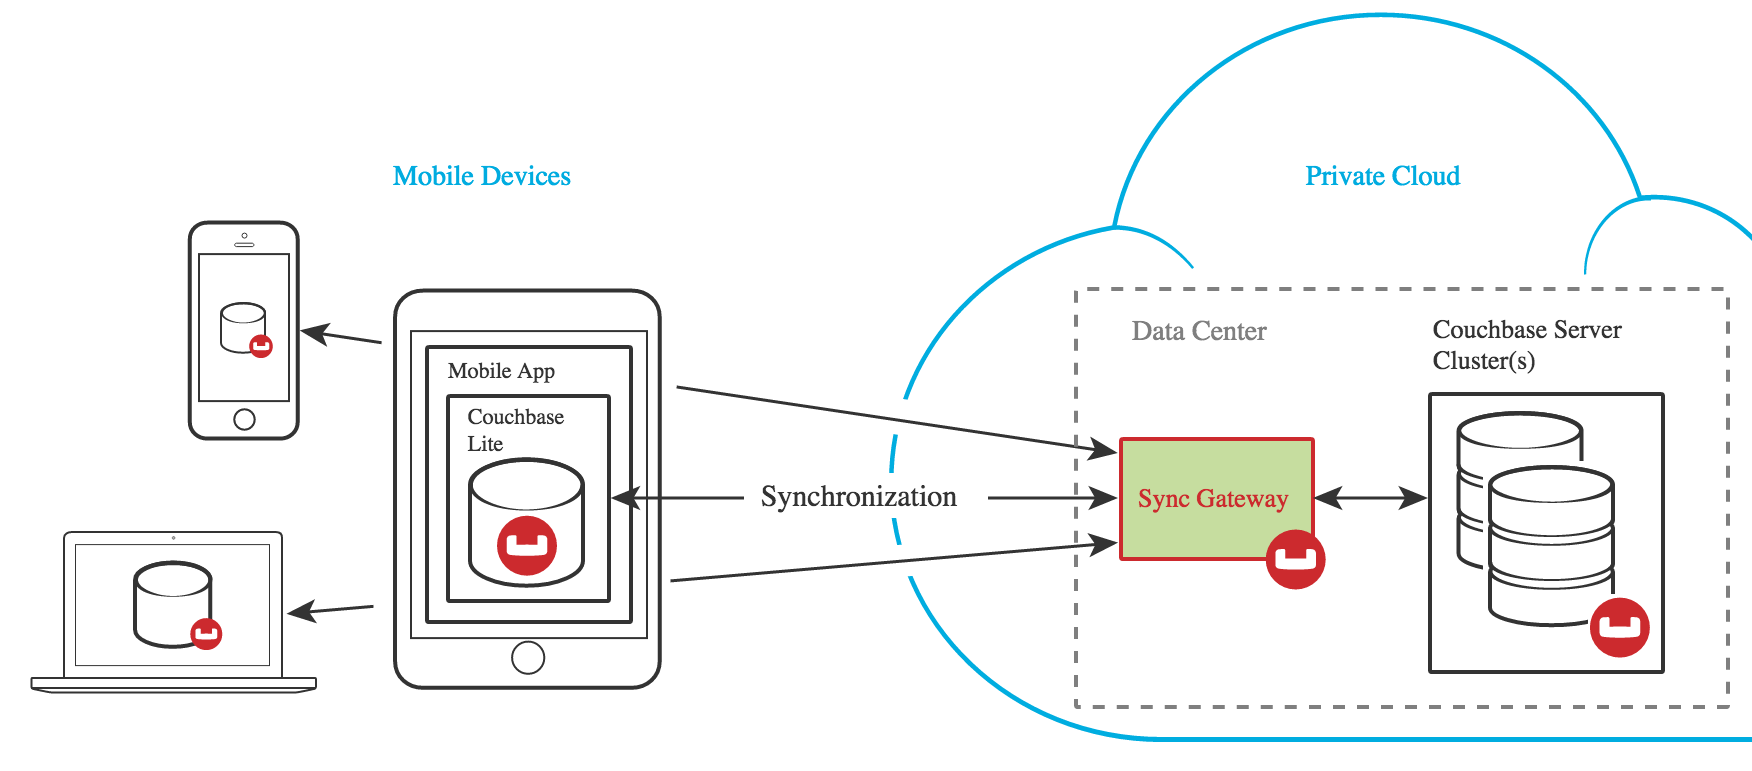 Mobile Devices
Private Cloud
Mobile App
Couchbase
Lite
Synchronization
Data Center
Sync Gateway
Couchbase Server
Cluster(s)